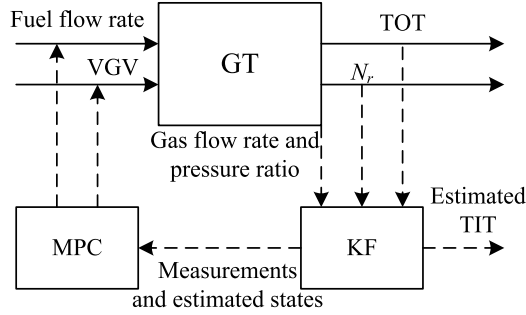 Fuel flow rate
TOT
VGV
GT
Nr
Gas flow rate and
pressure ratio
Estimated
TIT
MPC
KF
Measurements
and estimated states